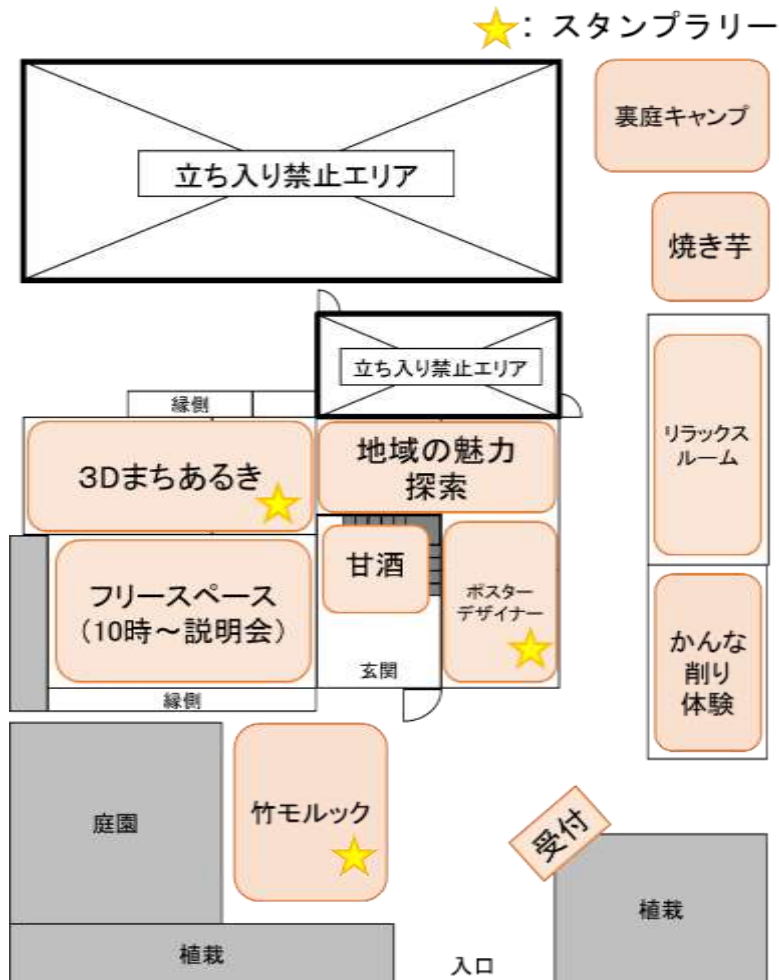 ：スタンプラリー
裏庭キャンプ
立ち入り禁止エリア
焼き芋
立ち入り禁止エリア
縁側
リラックス
ルーム
3Dまちあるき
地域の魅力
探索
甘酒
ポスター
デザイナー
フリースペース
（10時～説明会）
玄関
かんな
削り
体験
縁側
庭園
竹モルック
受付
植栽
植栽
入口